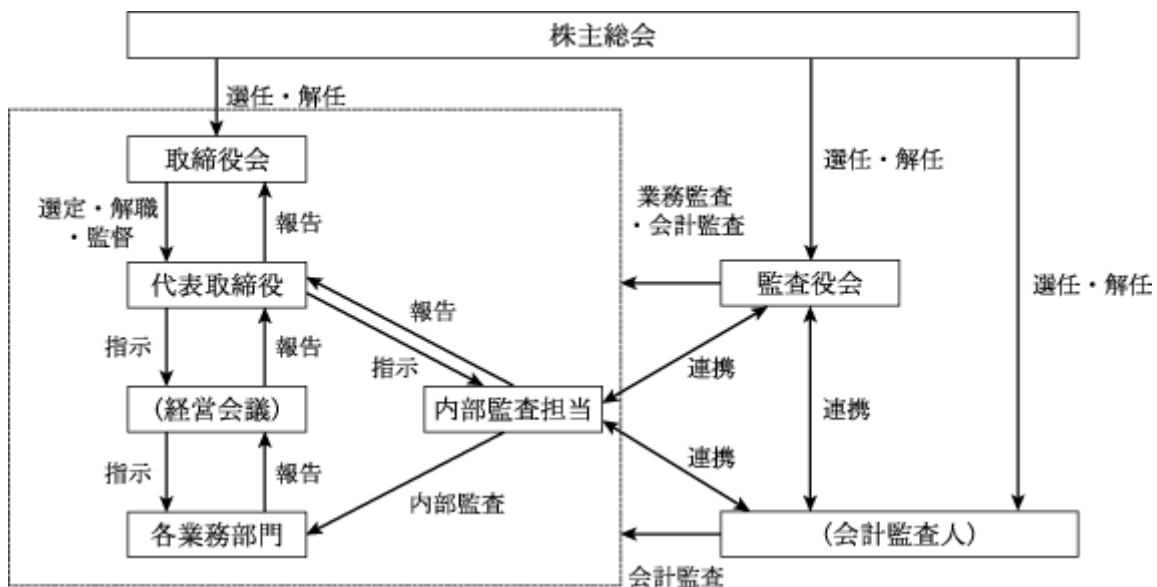 株主総会
選任・解任
取締役会
選任・解任
選定・解職
・監督
報告
業務監査
・会計監査
代表取締役
監査役会
選任・解任
報告
指示
報告
指示
連携
(経営会議)
内部監査担当
連携
指示
報告
連携
内部監査
各業務部門
(会計監査人)
会計監査